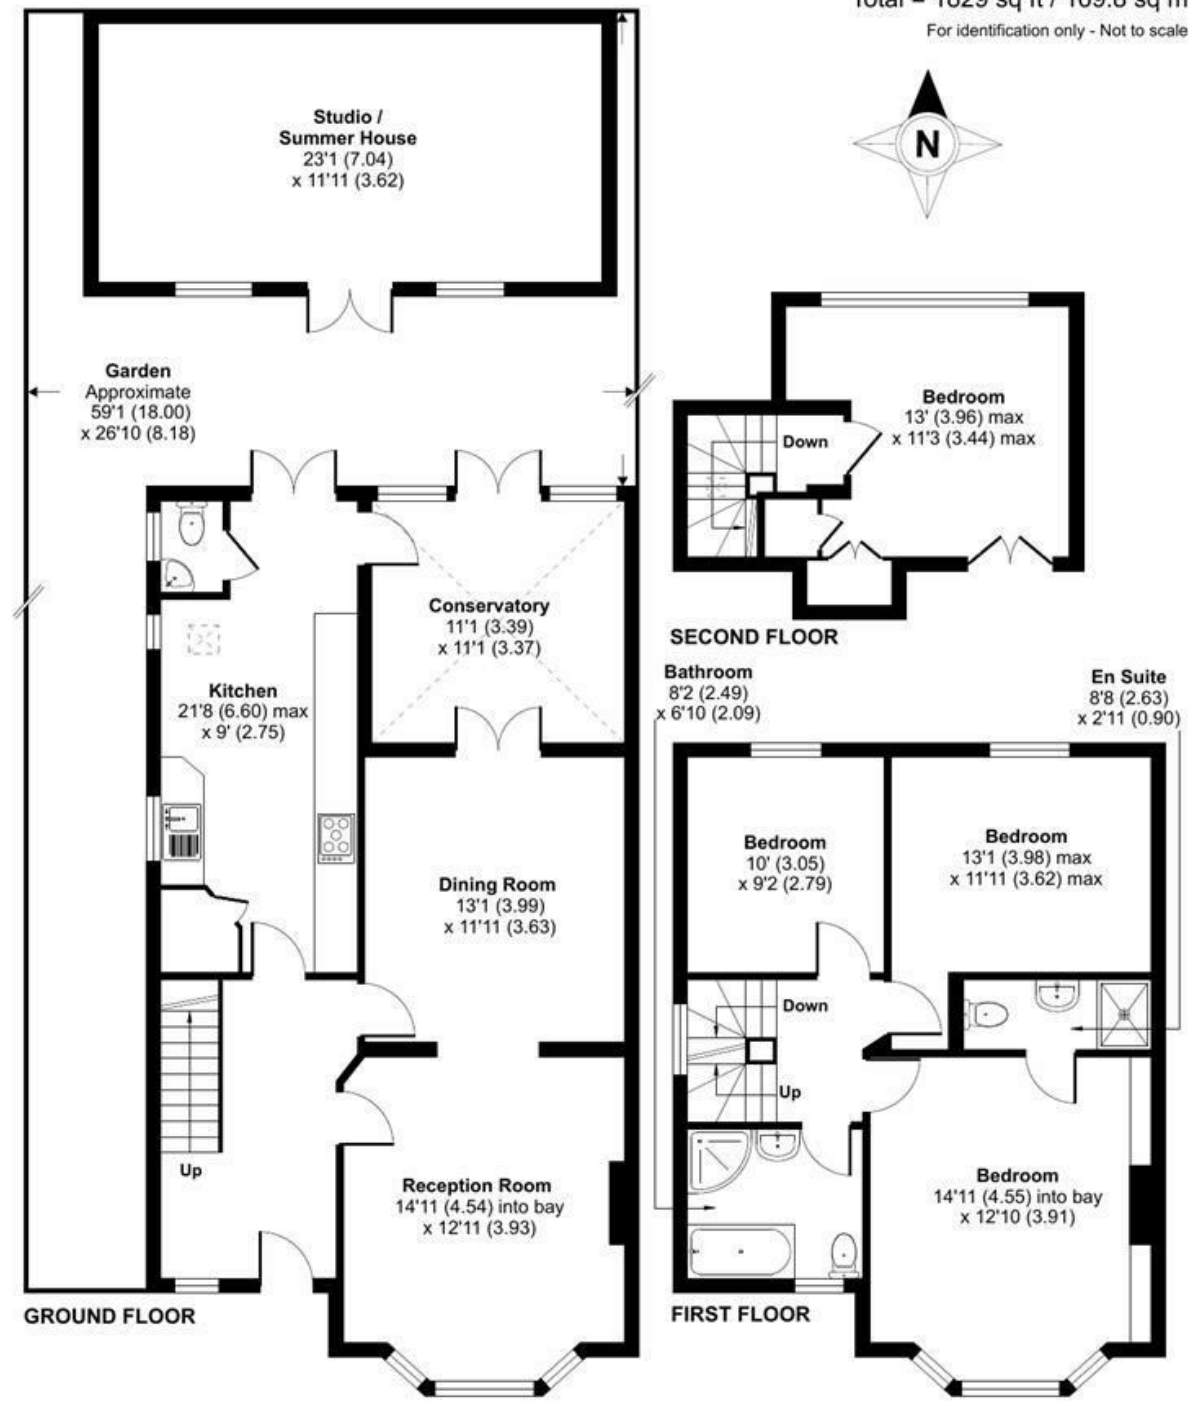 Total = 1829 sq ft / 169.8 sq m
For identification only - Not to scale
N
Studio /
Summer House
23'1 (7.04)
x 11'11 (3.62)
Garden
Approximate
59'1 (18.00)
x 26'10 (8.18)
Conservatory
11'1 (3.39)
x 11'1 (3.37)
Kitchen
21'8 (6.60) max
x 9' (2.75)
Dining Room
13'1 (3.99)
x 11'11 (3.63)
Up
Reception Room
14'11 (4.54) into bay
x 12'11 (3.93)
GROUND FLOOR
Bedroom
13' (3.96) max
x 11'3 (3.44) max
Down
SECOND FLOOR
Bathroom
8'2 (2.49)
x 6'10 (2.09)
En Suite
8'8 (2.63)
x 2'11 (0.90)
Bedroom
10' (3.05)
x 9'2 (2.79)
Bedroom
13'1 (3.98) max
x 11'11 (3.62) max
Down
Up
Bedroom
14'11 (4.55) into bay
x 12'10 (3.91)
FIRST FLOOR